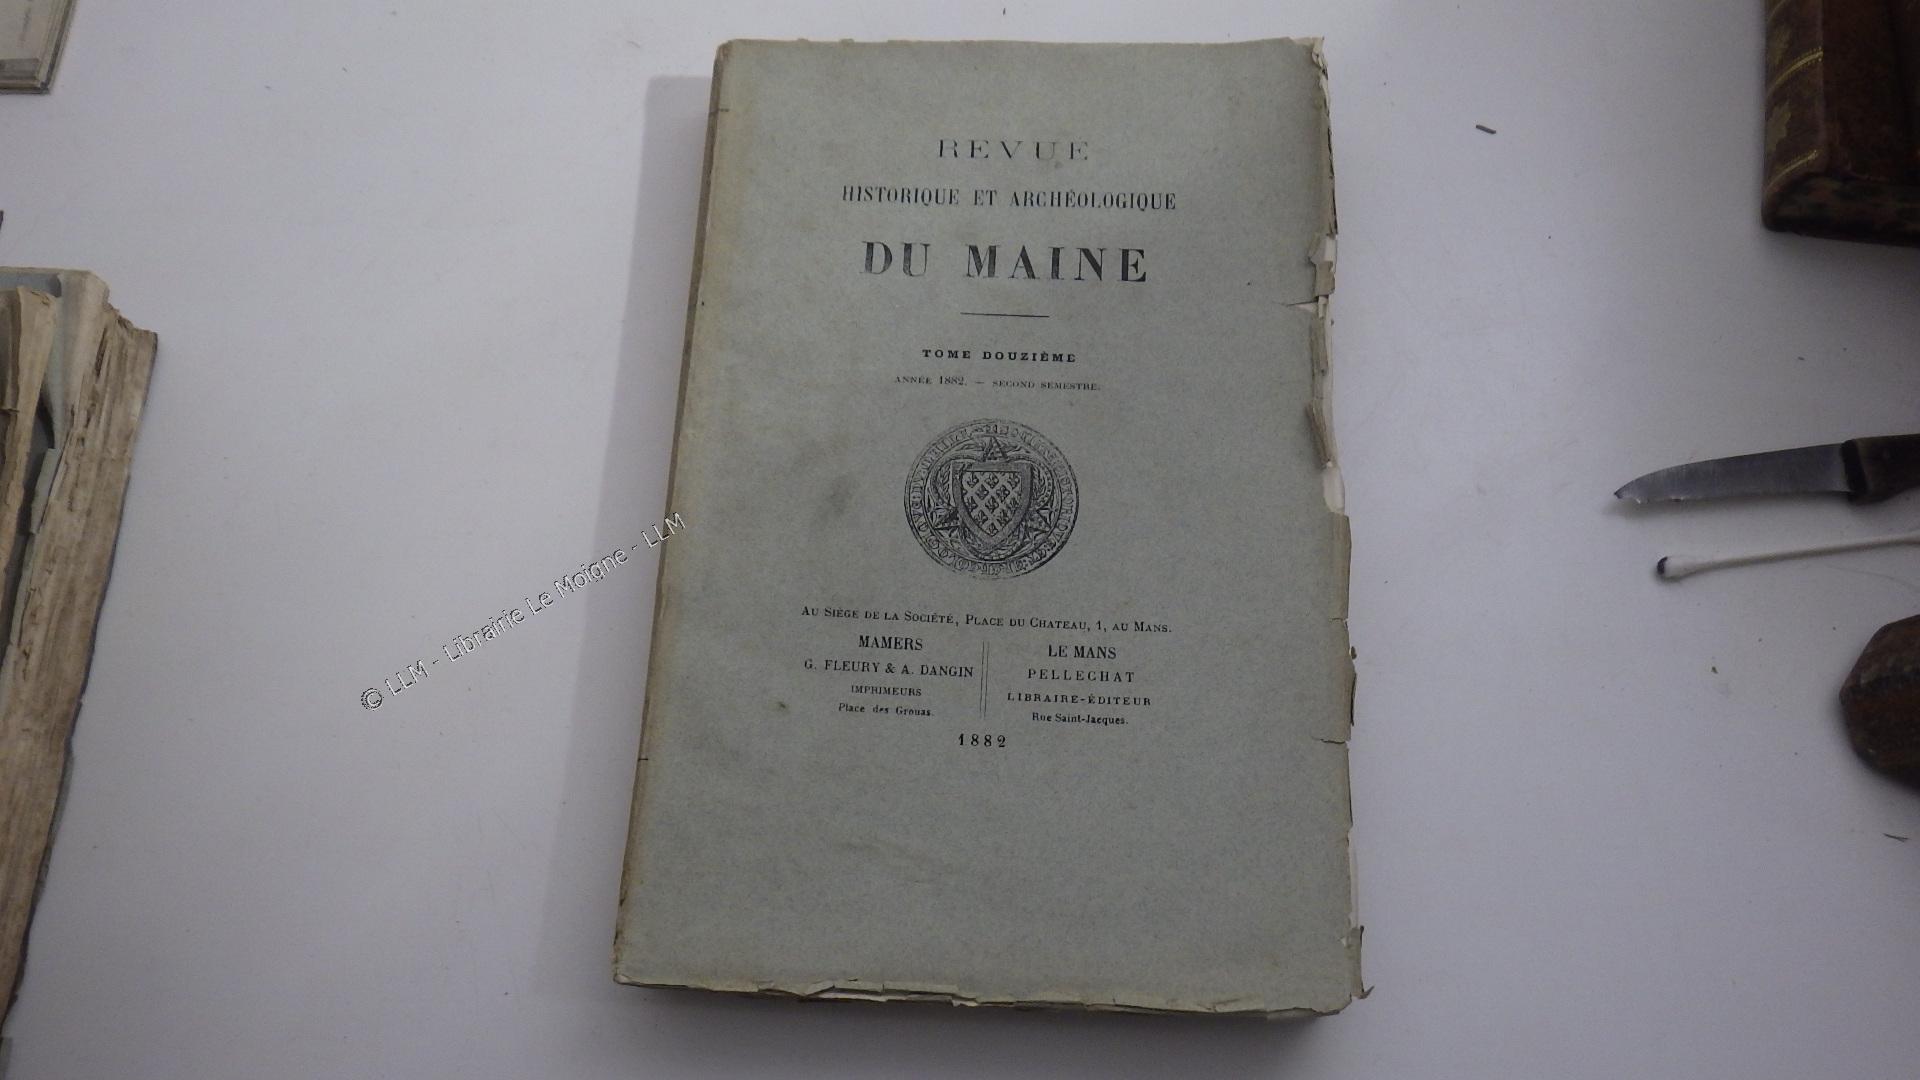 REVUE
HISTORIQUE ET ARCHÉOLOGIQUE
DU MAINE
TOME DOUZIÈME
ANNÉE 1882. — SECOND SEMESTRE.
AU SIÉGE DE LA SOCIÉTÉ, PLACE DU CHATEAU, 1, AU MANS.
MAMERS
G. FLEURY & A. DANGIN
IMPRIMEURS
Place des Grouas.
LE MANS
PELLECHAT
LIBRAIRE-ÉDITEUR
Rue Saint-Jacques.
1882
© LLM - Librairie Le Moigne - LLM